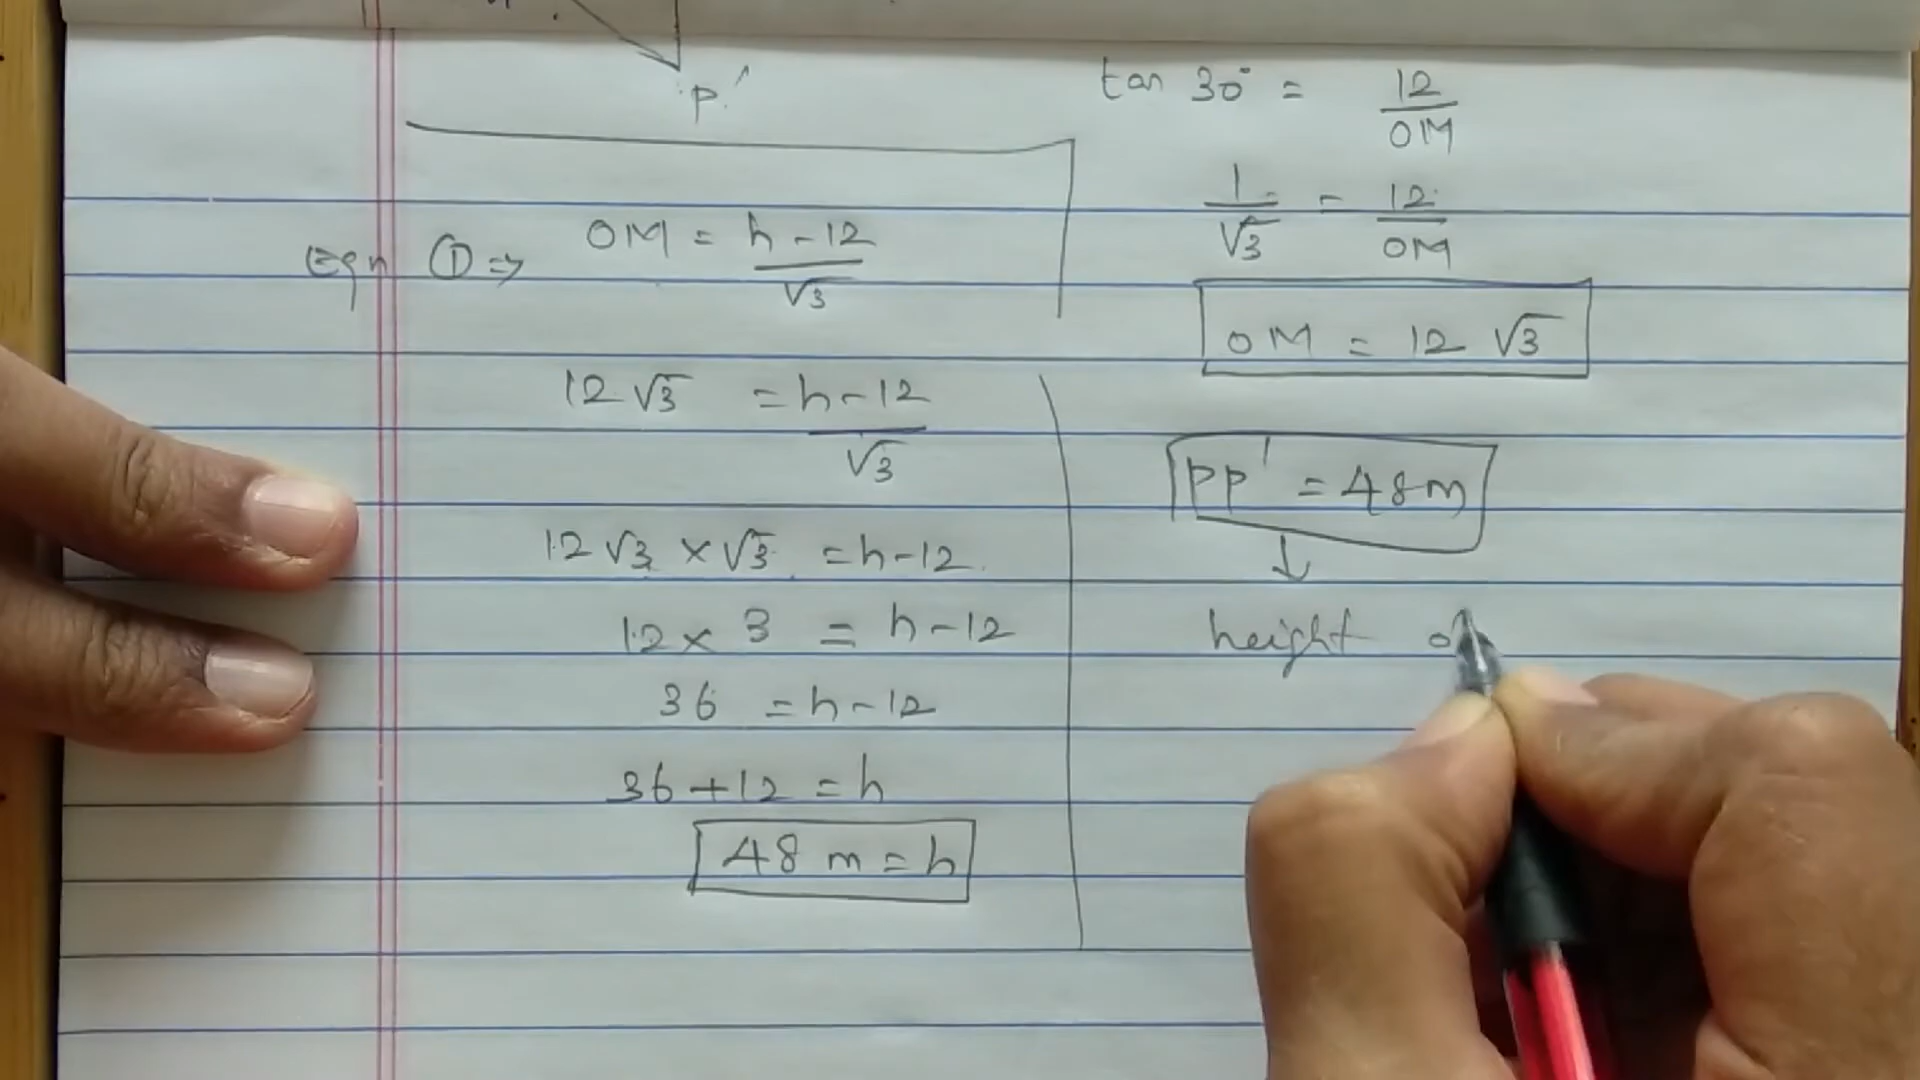 p'
tan 30° = 12/OM
1/√3 = 12/OM
OM = 12 √3
Eqn ① ⇒ OM = h-12/√3
12√3 = h-12/√3
12√3 × √3 = h-12
12 × 3 = h-12
36 = h-12
36+12 = h
48 m = h
PP' = 48m
↓
height of